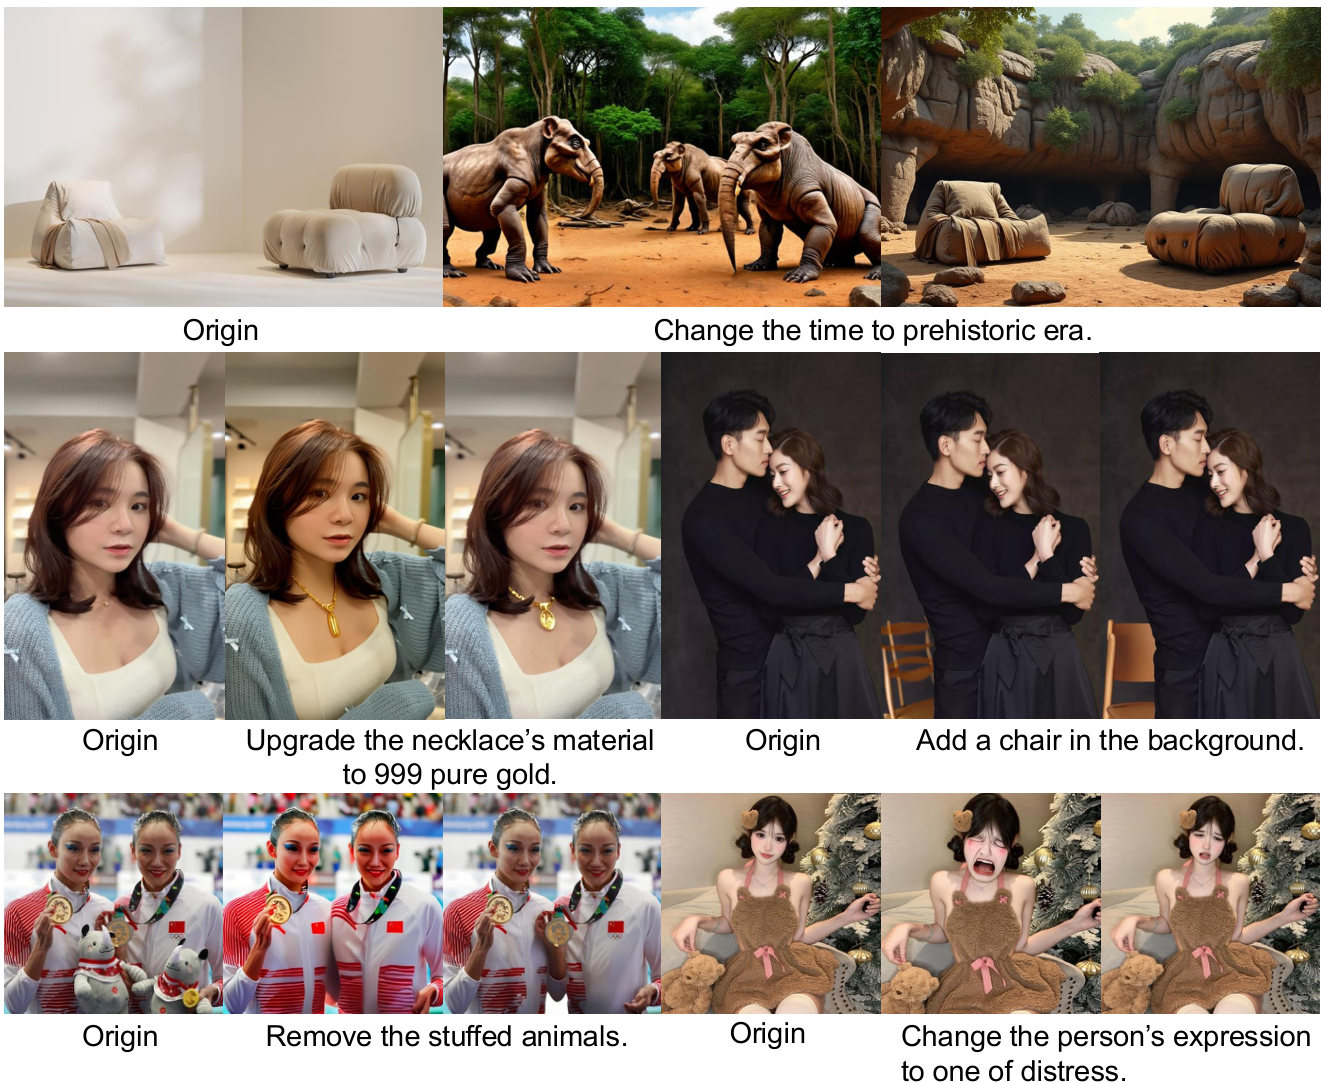 Origin
Change the time to prehistoric era.
Origin
Upgrade the necklace’s material
to 999 pure gold.
Origin
Add a chair in the background.
Origin
Remove the stuffed animals.
Origin
Change the person’s expression
to one of distress.